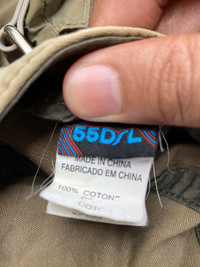 55DSL
MADE IN CHINA
FABRICADO EM CHINA
100% COTON